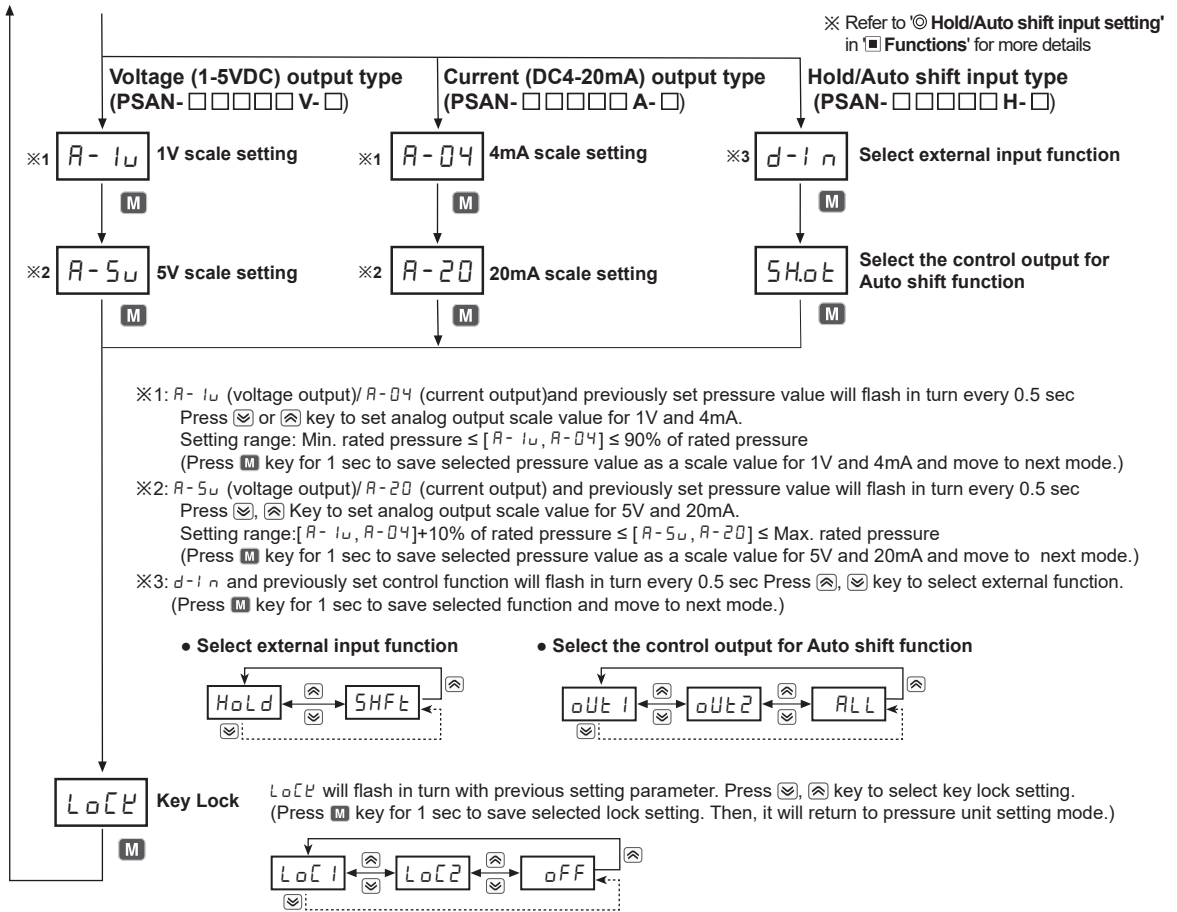 ※ Refer to '◎ Hold/Auto shift input setting'
in '▣ Functions' for more details
Voltage (1-5VDC) output type
(PSAN- □□□□□ V- □)
Current (DC4-20mA) output type
(PSAN- □□□□□ A- □)
Hold/Auto shift input type
(PSAN- □□□□□ H- □)
※1 A-1v 1V scale setting
※1 A-04 4mA scale setting
※3 d-In Select external input function
M
M
M
※2 A-5v 5V scale setting
※2 A-20 20mA scale setting
SH.ot Select the control output for
Auto shift function
M
M
M
※1: A-1v (voltage output)/ A-04 (current output)and previously set pressure value will flash in turn every 0.5 sec
Press ︾ or ︽ key to set analog output scale value for 1V and 4mA.
Setting range: Min. rated pressure ≤ [A-1v, A-04] ≤ 90% of rated pressure
(Press M key for 1 sec to save selected pressure value as a scale value for 1V and 4mA and move to next mode.)
※2: A-5v (voltage output)/ A-20 (current output) and previously set pressure value will flash in turn every 0.5 sec
Press ︾, ︽ Key to set analog output scale value for 5V and 20mA.
Setting range:[A-1v, A-04]+10% of rated pressure ≤ [A-5v, A-20] ≤ Max. rated pressure
(Press M key for 1 sec to save selected pressure value as a scale value for 5V and 20mA and move to next mode.)
※3: d-In and previously set control function will flash in turn every 0.5 sec Press ︽, ︾ key to select external function.
(Press M key for 1 sec to save selected function and move to next mode.)
● Select external input function
● Select the control output for Auto shift function
HoLd ︽ ︾ SHFt ︽
︾
oUt1 ︽ ︾ oUt2 ︽ ︾ ALL ︽
︾
LoCK Key Lock
LoCK will flash in turn with previous setting parameter. Press ︾, ︽ key to select key lock setting.
(Press M key for 1 sec to save selected lock setting. Then, it will return to pressure unit setting mode.)
M
LoC1 ︽ ︾ LoC2 ︽ ︾ oFF ︽
︾